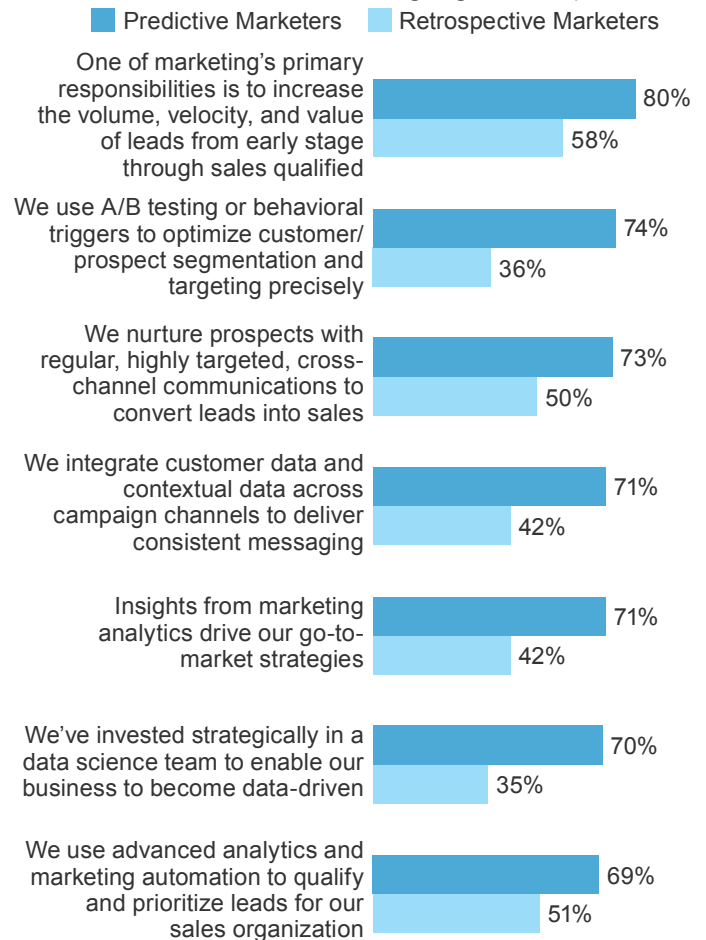 Predictive Marketers Retrospective Marketers
One of marketing's primary
responsibilities is to increase
the volume, velocity, and value
of leads from early stage
through sales qualified
80%
58%
We use A/B testing or behavioral
triggers to optimize customer/
prospect segmentation and
targeting precisely
74%
36%
We nurture prospects with
regular, highly targeted, cross-
channel communications to
convert leads into sales
73%
50%
We integrate customer data and
contextual data across
campaign channels to deliver
consistent messaging
71%
42%
Insights from marketing
analytics drive our go-to-
market strategies
71%
42%
We've invested strategically in a
data science team to enable our
business to become data-driven
70%
35%
We use advanced analytics and
marketing automation to qualify
and prioritize leads for our
sales organization
69%
51%